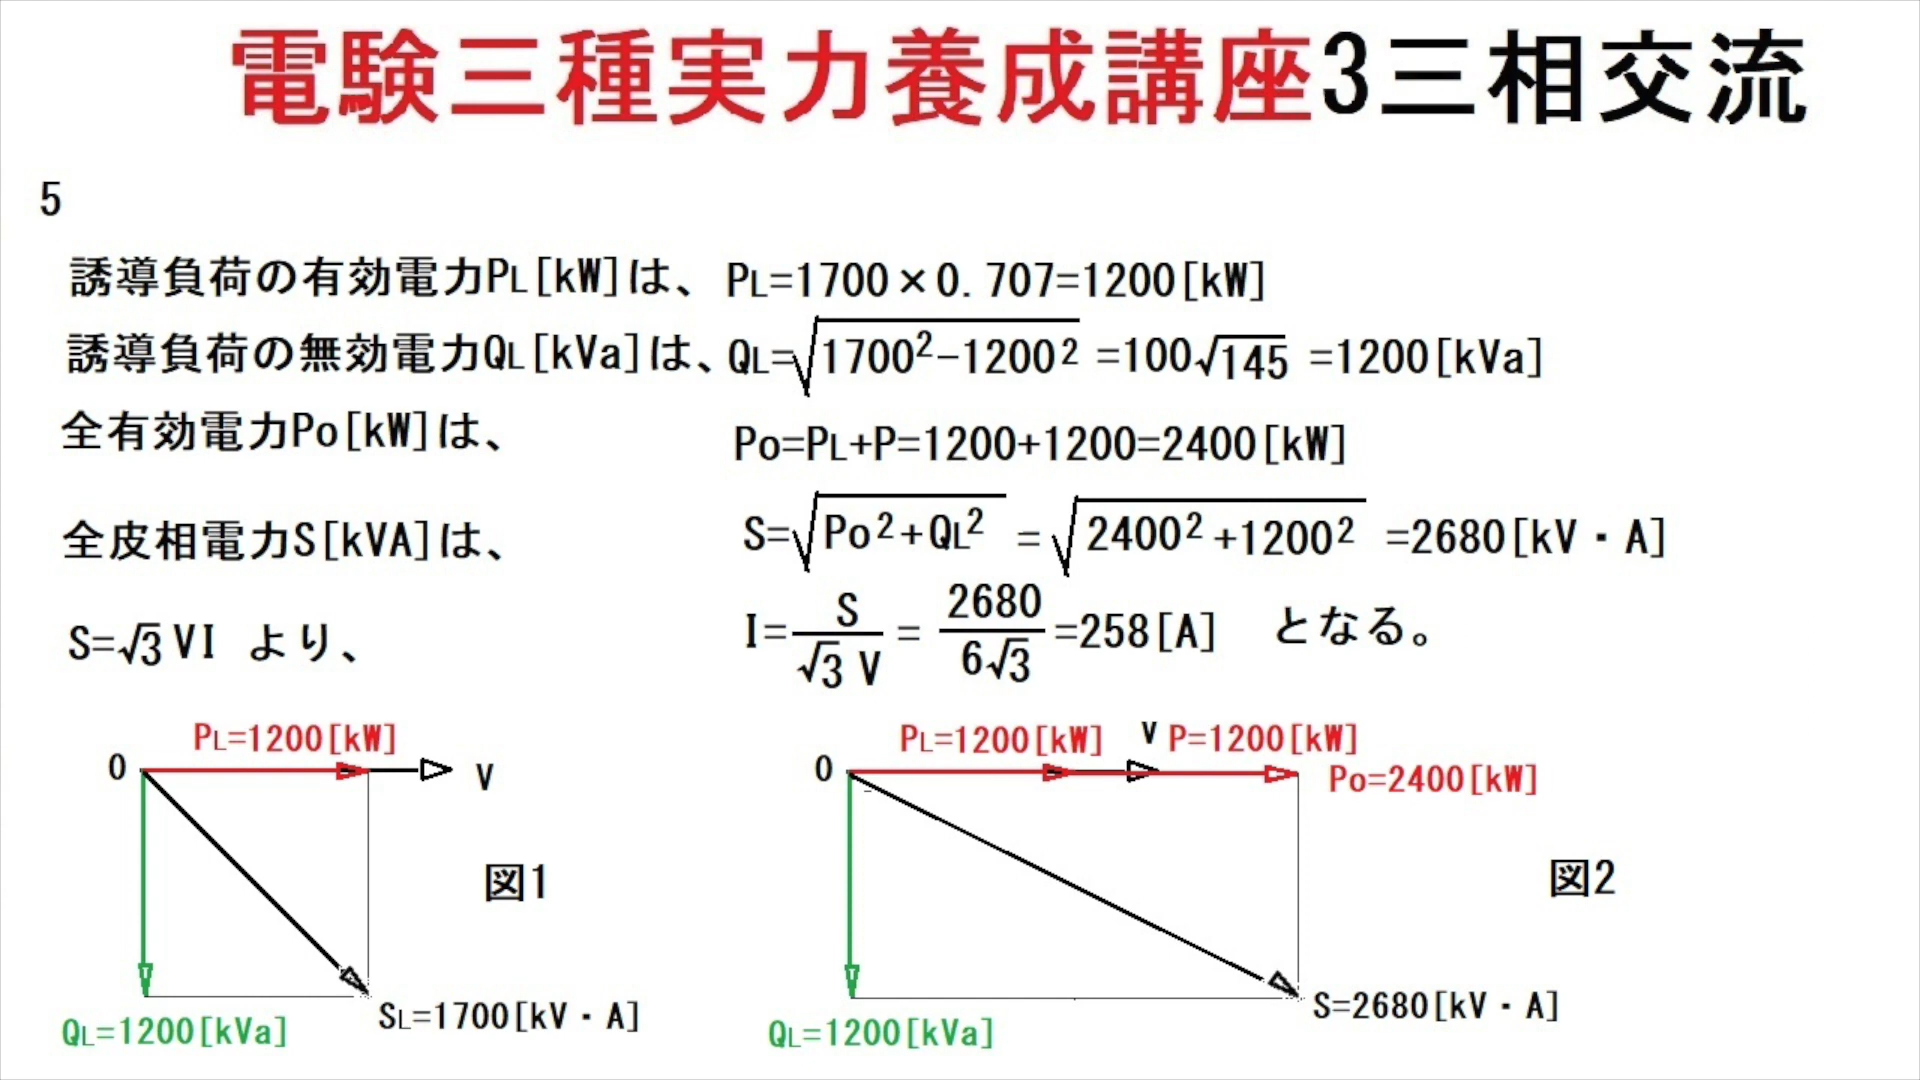 電験三種実力養成講座3三相交流
5
誘導負荷の有効電力PL[kW]は、 PL=1700×0.707=1200[kW]
誘導負荷の無効電力QL[kVa]は、QL=√1700²-1200² =100√145 =1200[kVa]
全有効電力Po[kW]は、 Po=PL+P=1200+1200=2400[kW]
全皮相電力S[kVA]は、 S=√Po²+QL² = √2400²+1200² =2680[kV・A]
S=√3VI より、 I=S/√3 V = 2680/6√3 =258[A] となる。
PL=1200[kW]
0
V
図1
QL=1200[kVa]
SL=1700[kV・A]
PL=1200[kW] V P=1200[kW]
0
Po=2400[kW]
図2
QL=1200[kVa]
S=2680[kV・A]